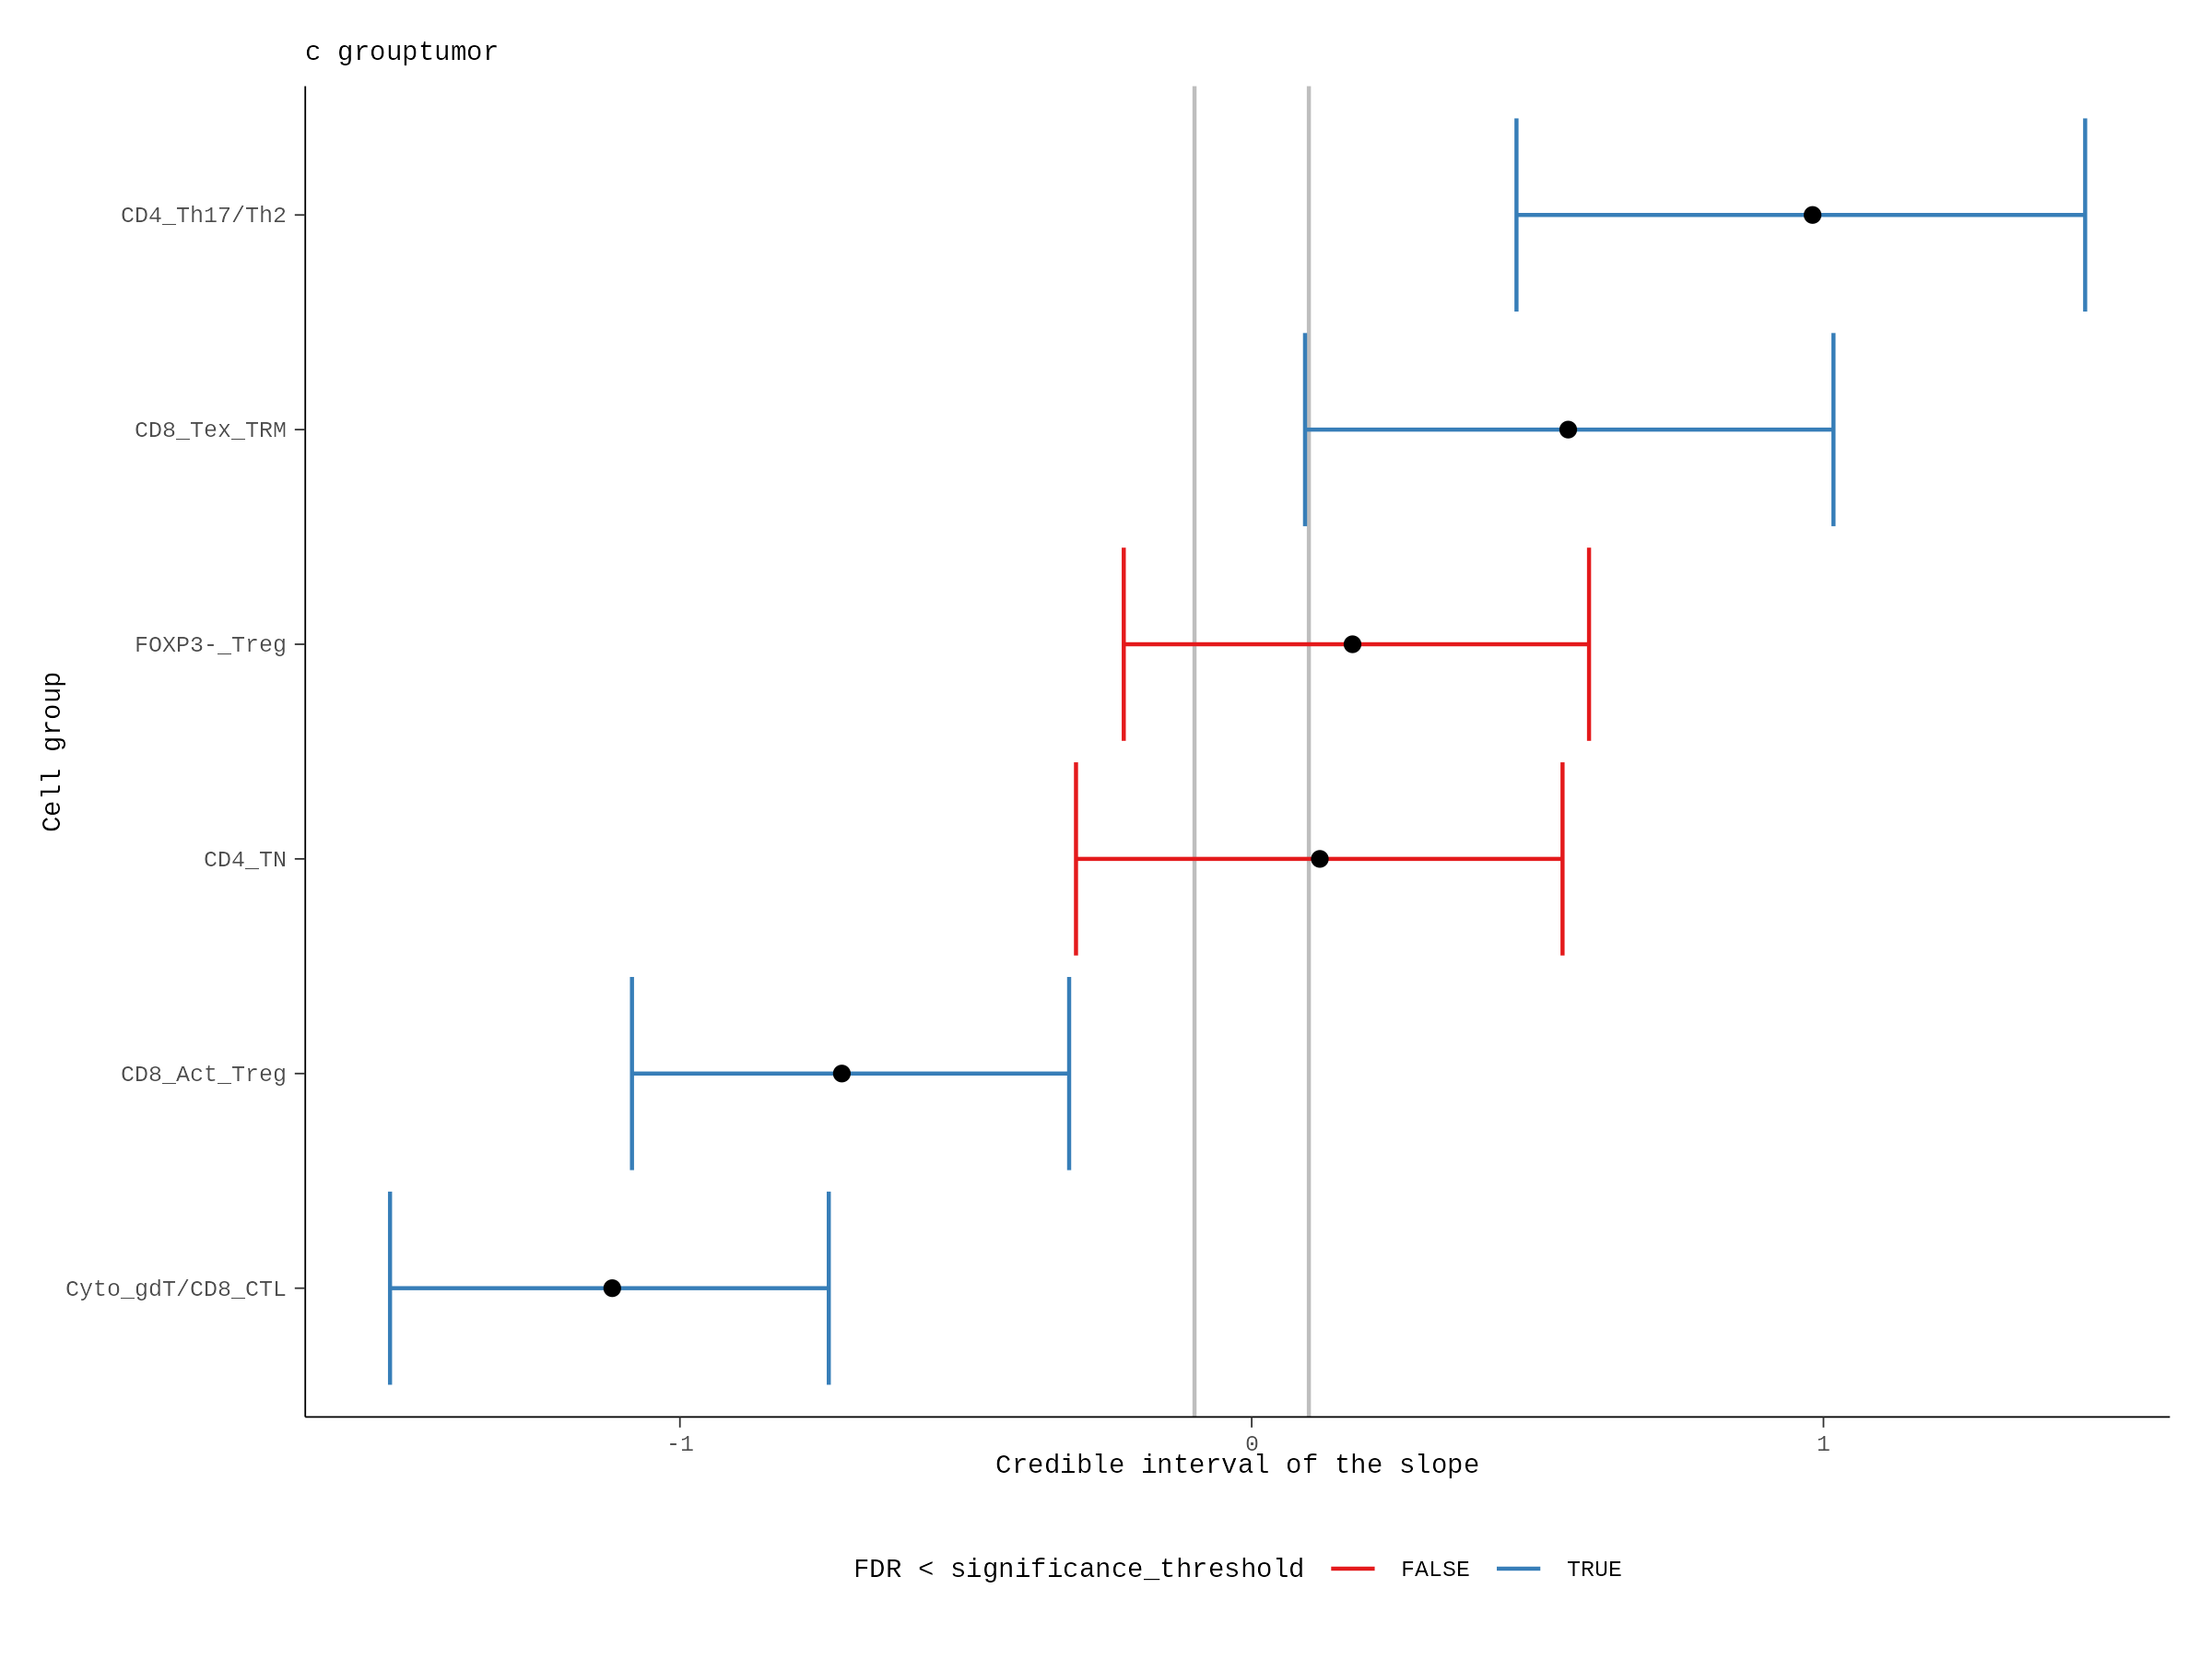 c grouptumor
Cell group
CD4_Th17/Th2
CD8_Tex_TRM
FOXP3-_Treg
CD4_TN
CD8_Act_Treg
Cyto_gdT/CD8_CTL
-1 0 1
Credible interval of the slope
FDR < significance_threshold FALSE TRUE